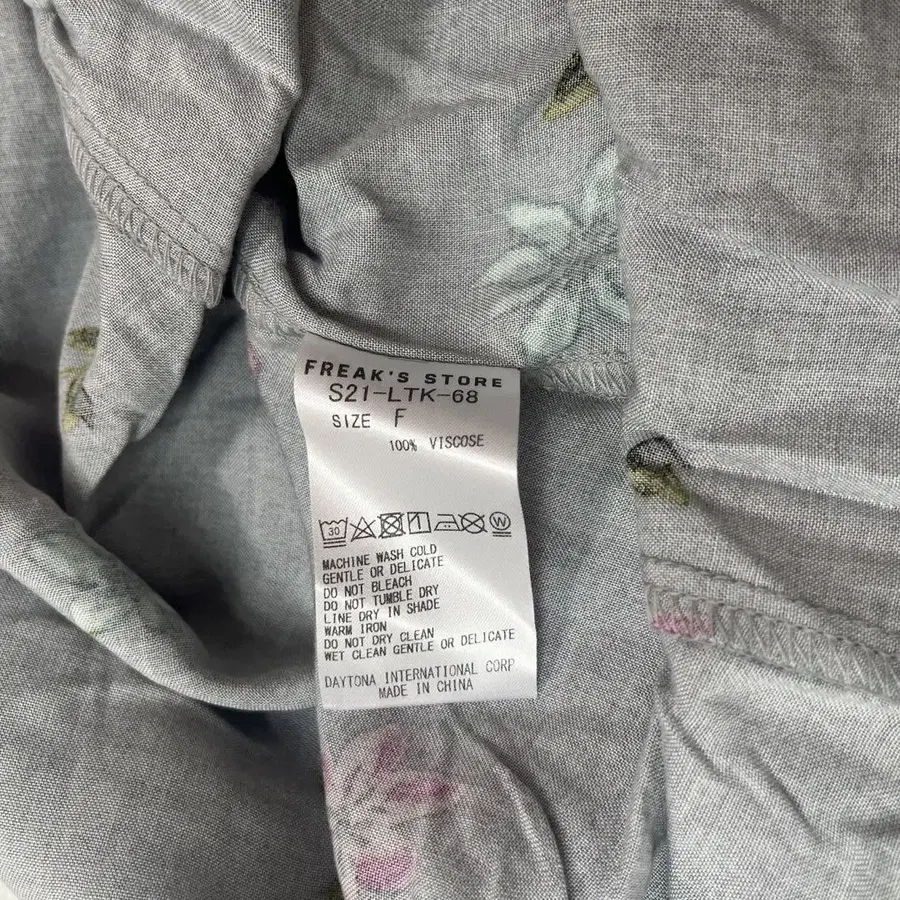 FREAK'S STORE
S21-LTK-68
SIZE F
100% VISCOSE
30 W
MACHINE WASH COLD
GENTLE OR DELICATE
DO NOT BLEACH
DO NOT TUMBLE DRY
LINE DRY IN SHADE
WARM IRON
DO NOT DRY CLEAN
WET CLEAN GENTLE OR DELICATE
DAYTONA INTERNATIONAL CORP
MADE IN CHINA